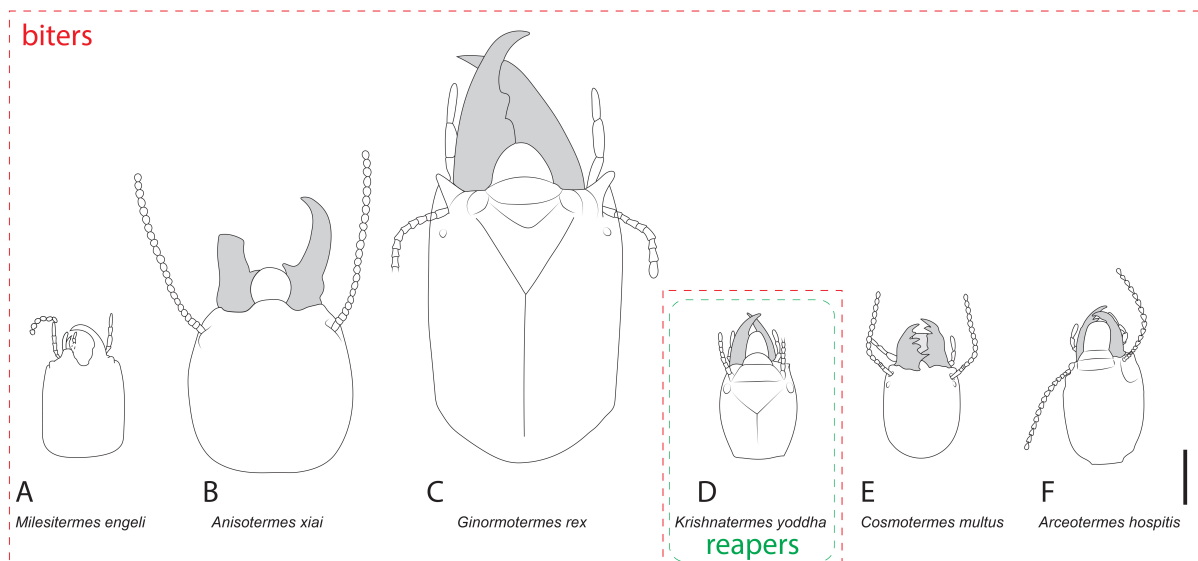 biters
A
B
C
D
E
F
Milesitermes engeli
Anisotermes xiai
Ginormotermes rex
Krishnatermes yoddha
Cosmotermes multus
Arceotermes hospitis
reapers